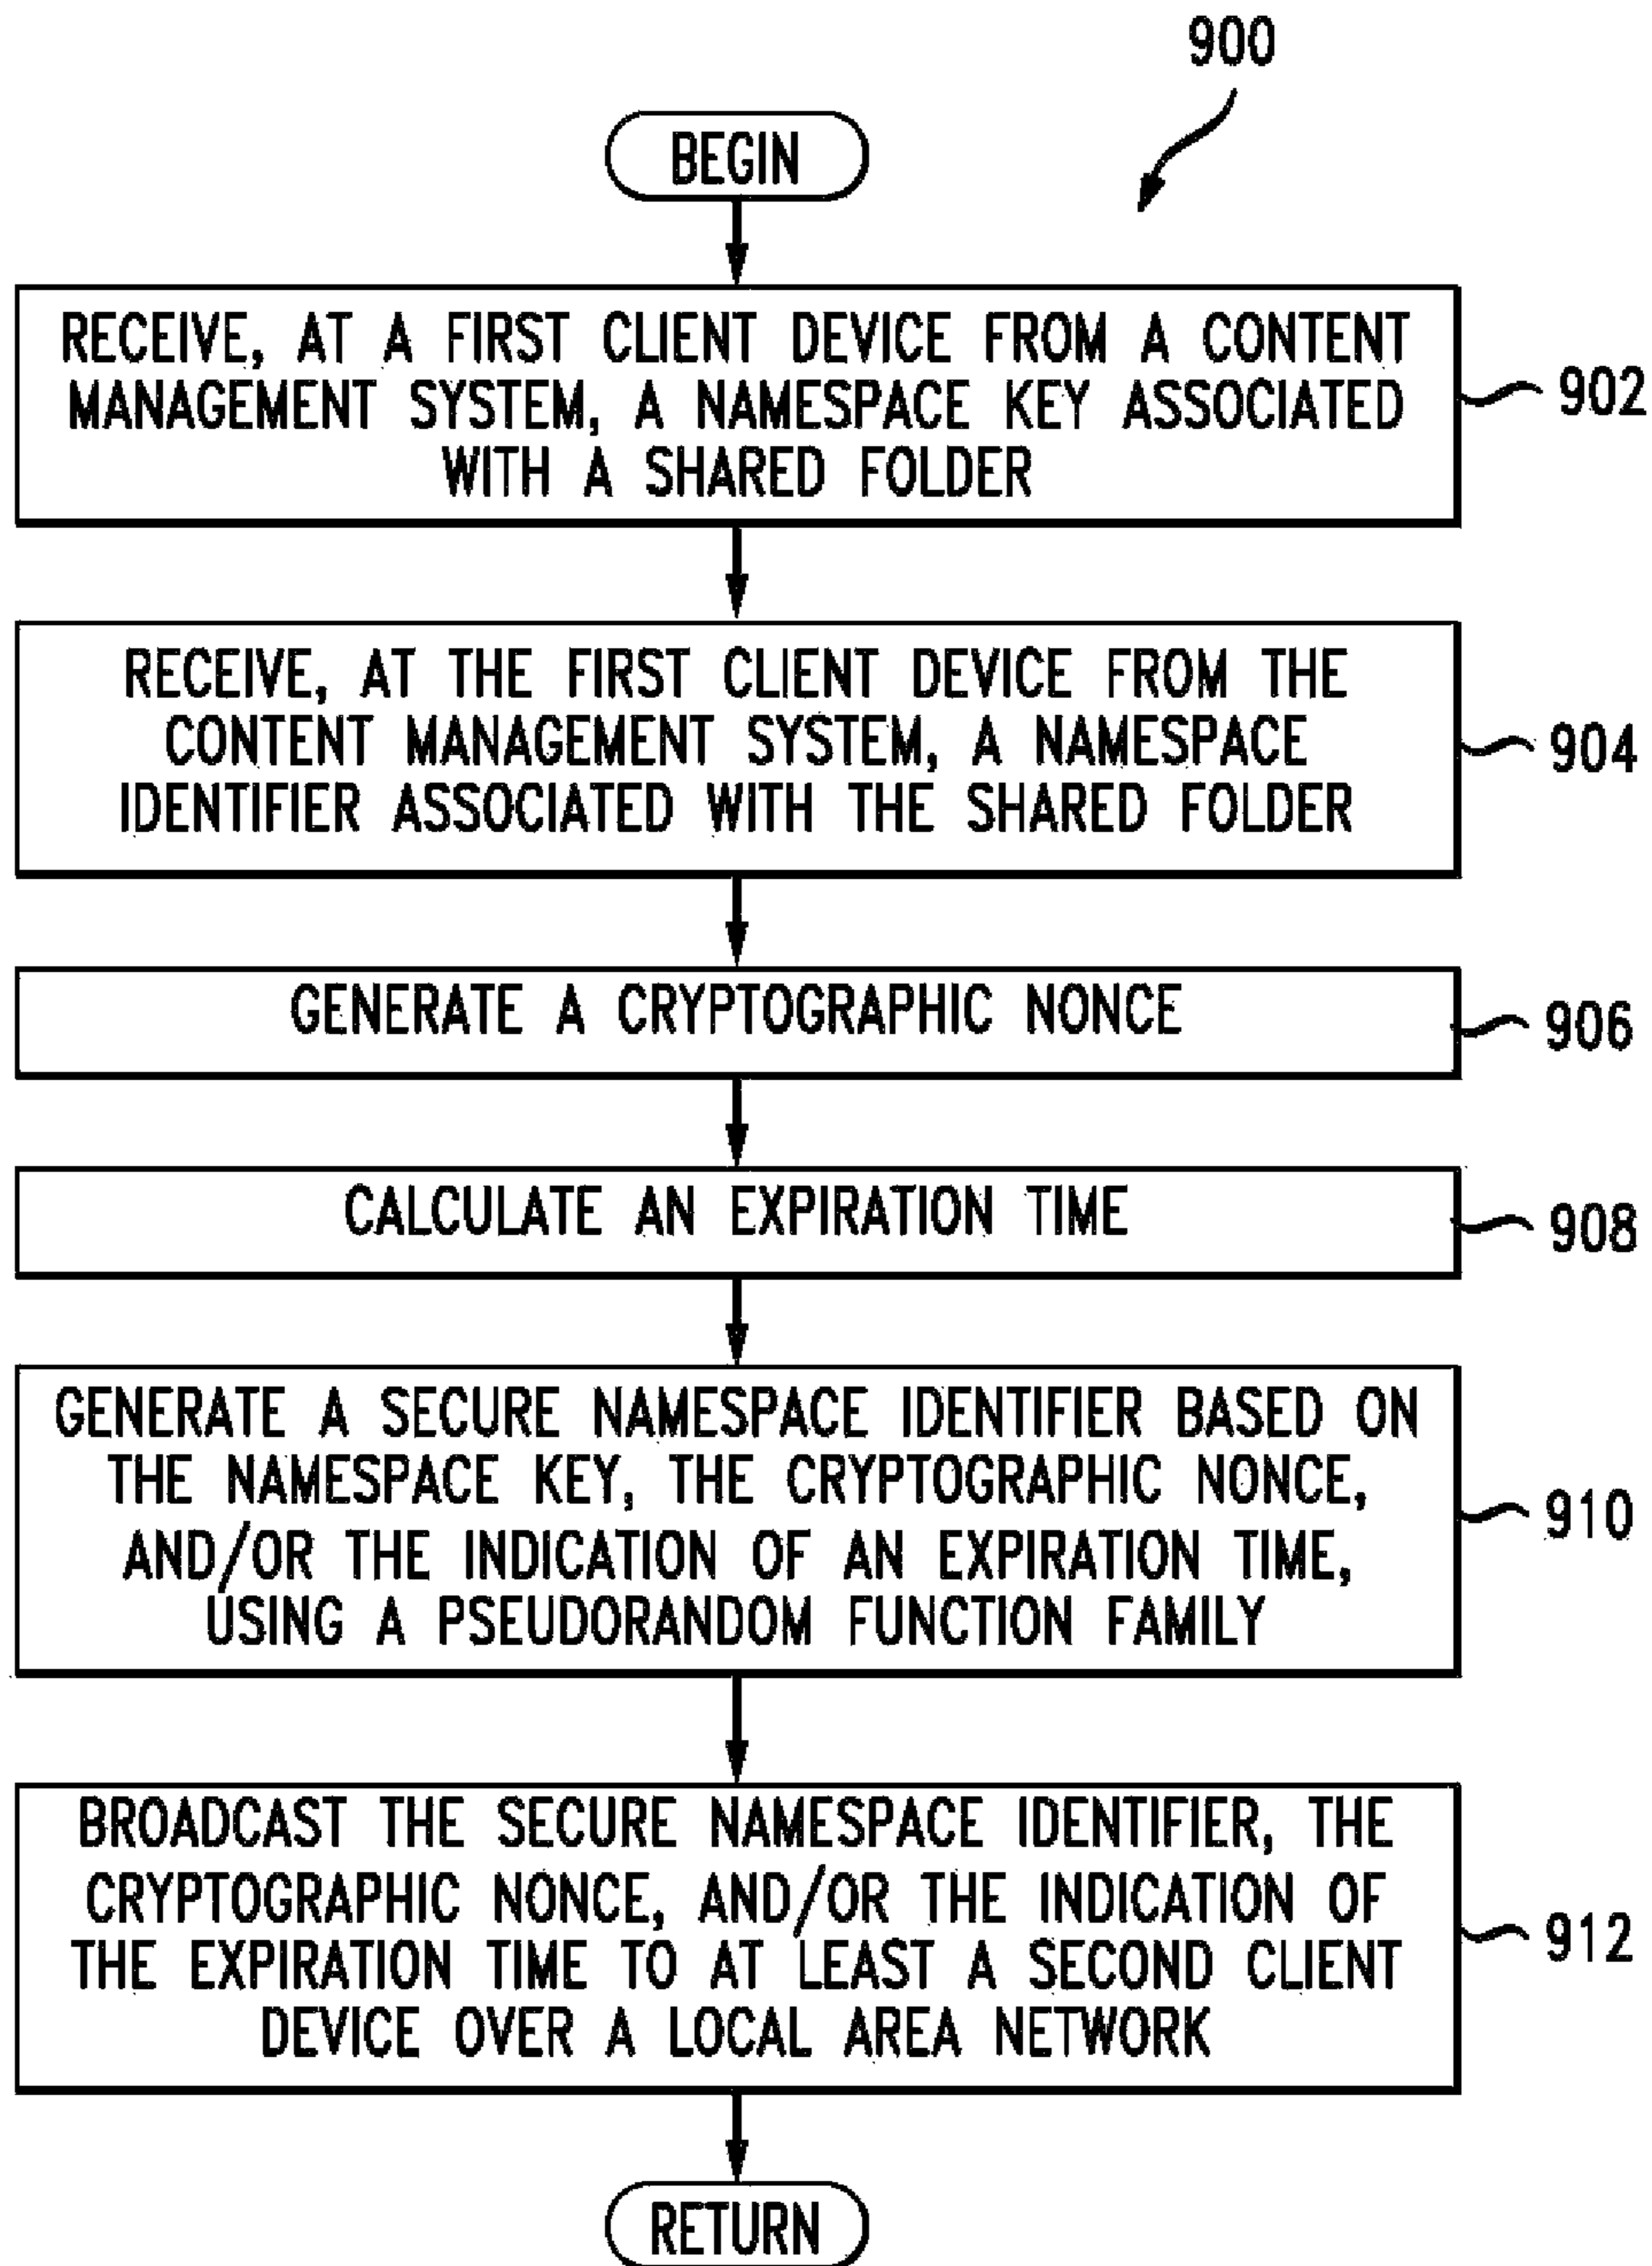 900
BEGIN
RECEIVE, AT A FIRST CLIENT DEVICE FROM A CONTENT
MANAGEMENT SYSTEM, A NAMESPACE KEY ASSOCIATED
WITH A SHARED FOLDER
902
RECEIVE, AT THE FIRST CLIENT DEVICE FROM THE
CONTENT MANAGEMENT SYSTEM, A NAMESPACE
IDENTIFIER ASSOCIATED WITH THE SHARED FOLDER
904
GENERATE A CRYPTOGRAPHIC NONCE
906
CALCULATE AN EXPIRATION TIME
908
GENERATE A SECURE NAMESPACE IDENTIFIER BASED ON
THE NAMESPACE KEY, THE CRYPTOGRAPHIC NONCE,
AND/OR THE INDICATION OF AN EXPIRATION TIME,
USING A PSEUDORANDOM FUNCTION FAMILY
910
BROADCAST THE SECURE NAMESPACE IDENTIFIER, THE
CRYPTOGRAPHIC NONCE, AND/OR THE INDICATION OF
THE EXPIRATION TIME TO AT LEAST A SECOND CLIENT
DEVICE OVER A LOCAL AREA NETWORK
912
RETURN